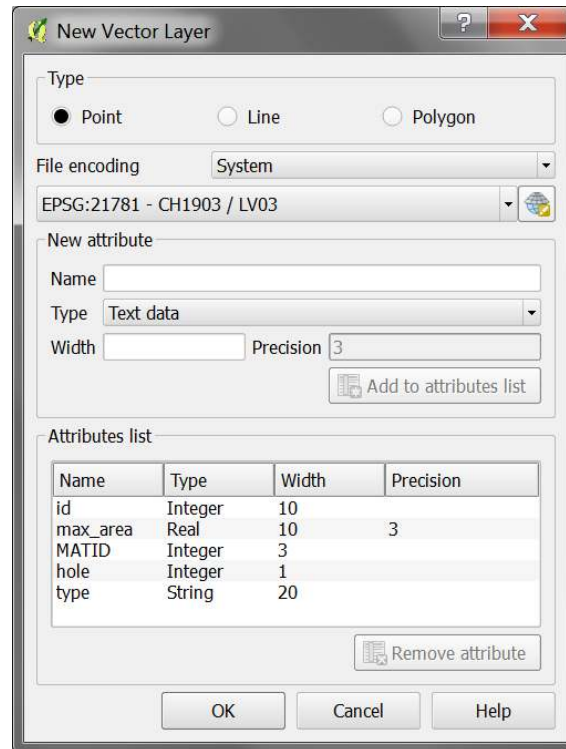 New Vector Layer ?
Type
Point Line Polygon
File encoding System
EPSG:21781 - CH1903 / LV03
New attribute
Name
Type Text data
Width Precision 3
Add to attributes list
Attributes list
Name Type Width Precision
id Integer 10
max_area Real 10 3
MATID Integer 3
hole Integer 1
type String 20
Remove attribute
OK Cancel Help